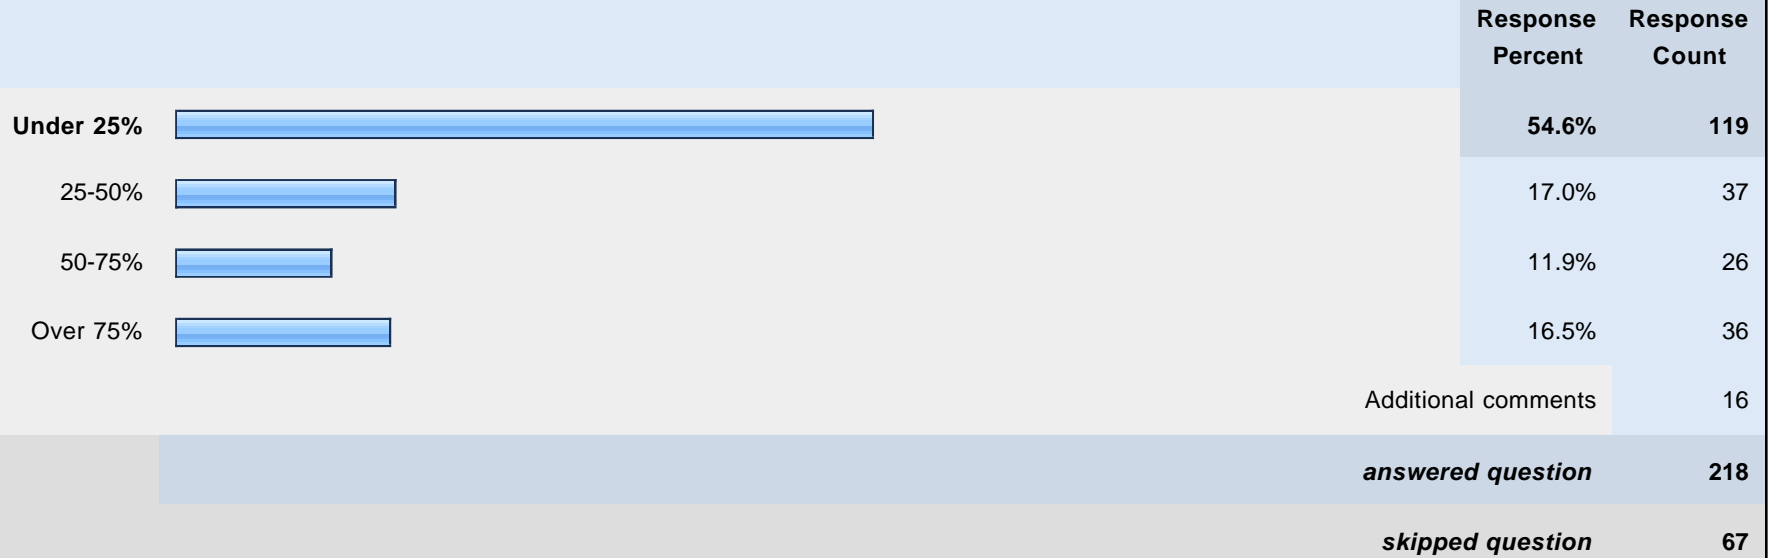 Response Response
Percent Count
Under 25% 54.6% 119
25-50% 17.0% 37
50-75% 11.9% 26
Over 75% 16.5% 36
Additional comments 16
answered question 218
skipped question 67